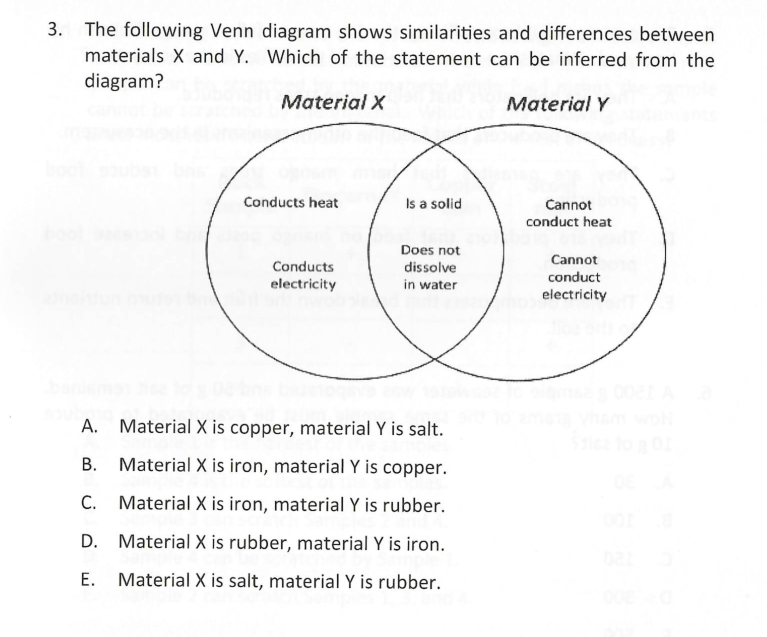 3. The following Venn diagram shows similarities and differences between
materials X and Y. Which of the statement can be inferred from the
diagram?
Material X
Material Y
Conducts heat
Conducts
electricity
Is a solid
Does not
dissolve
in water
Cannot
conduct heat
Cannot
conduct
electricity
A. Material X is copper, material Y is salt.
B. Material X is iron, material Y is copper.
C. Material X is iron, material Y is rubber.
D. Material X is rubber, material Y is iron.
E. Material X is salt, material Y is rubber.